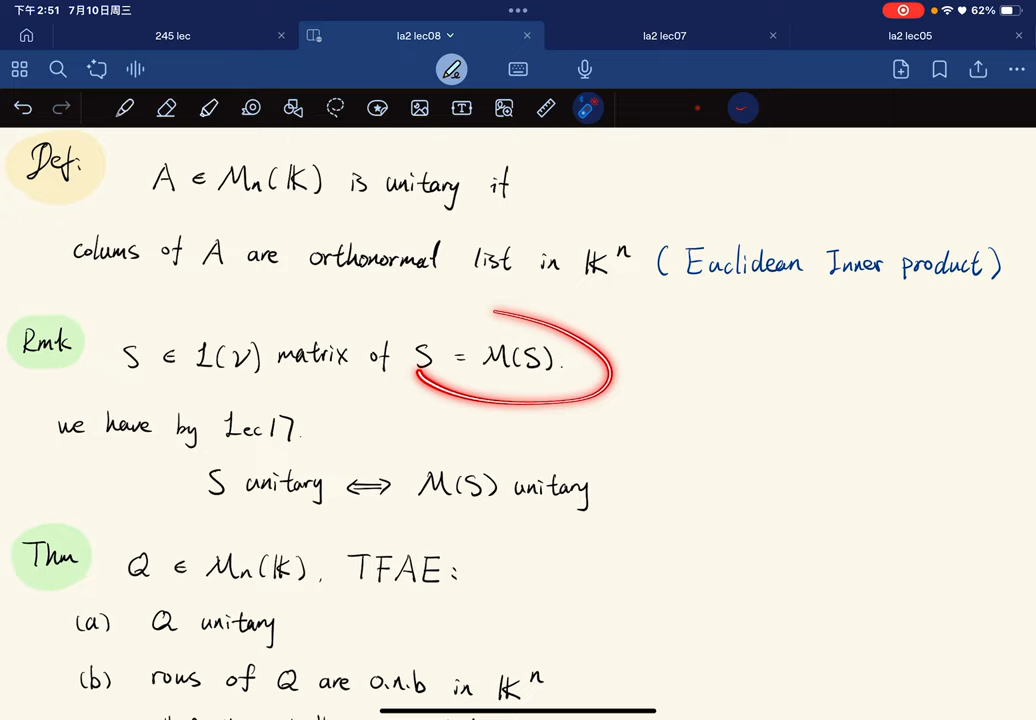 下午2:51 7月10日周三
62%
245 lec
la2 lec08
la2 lec07
la2 lec05
Def:
A ∈ Mn(K) is unitary if
colums of A are orthonormal list in Kⁿ (Euclidean Inner product)
Rmk
S ∈ L(V) matrix of S = M(S).
we have by Lec17.
S unitary ⟺ M(S) unitary
Thm
Q ∈ Mn(K), TFAE:
(a) Q unitary
(b) rows of Q are o.n.b in Kⁿ